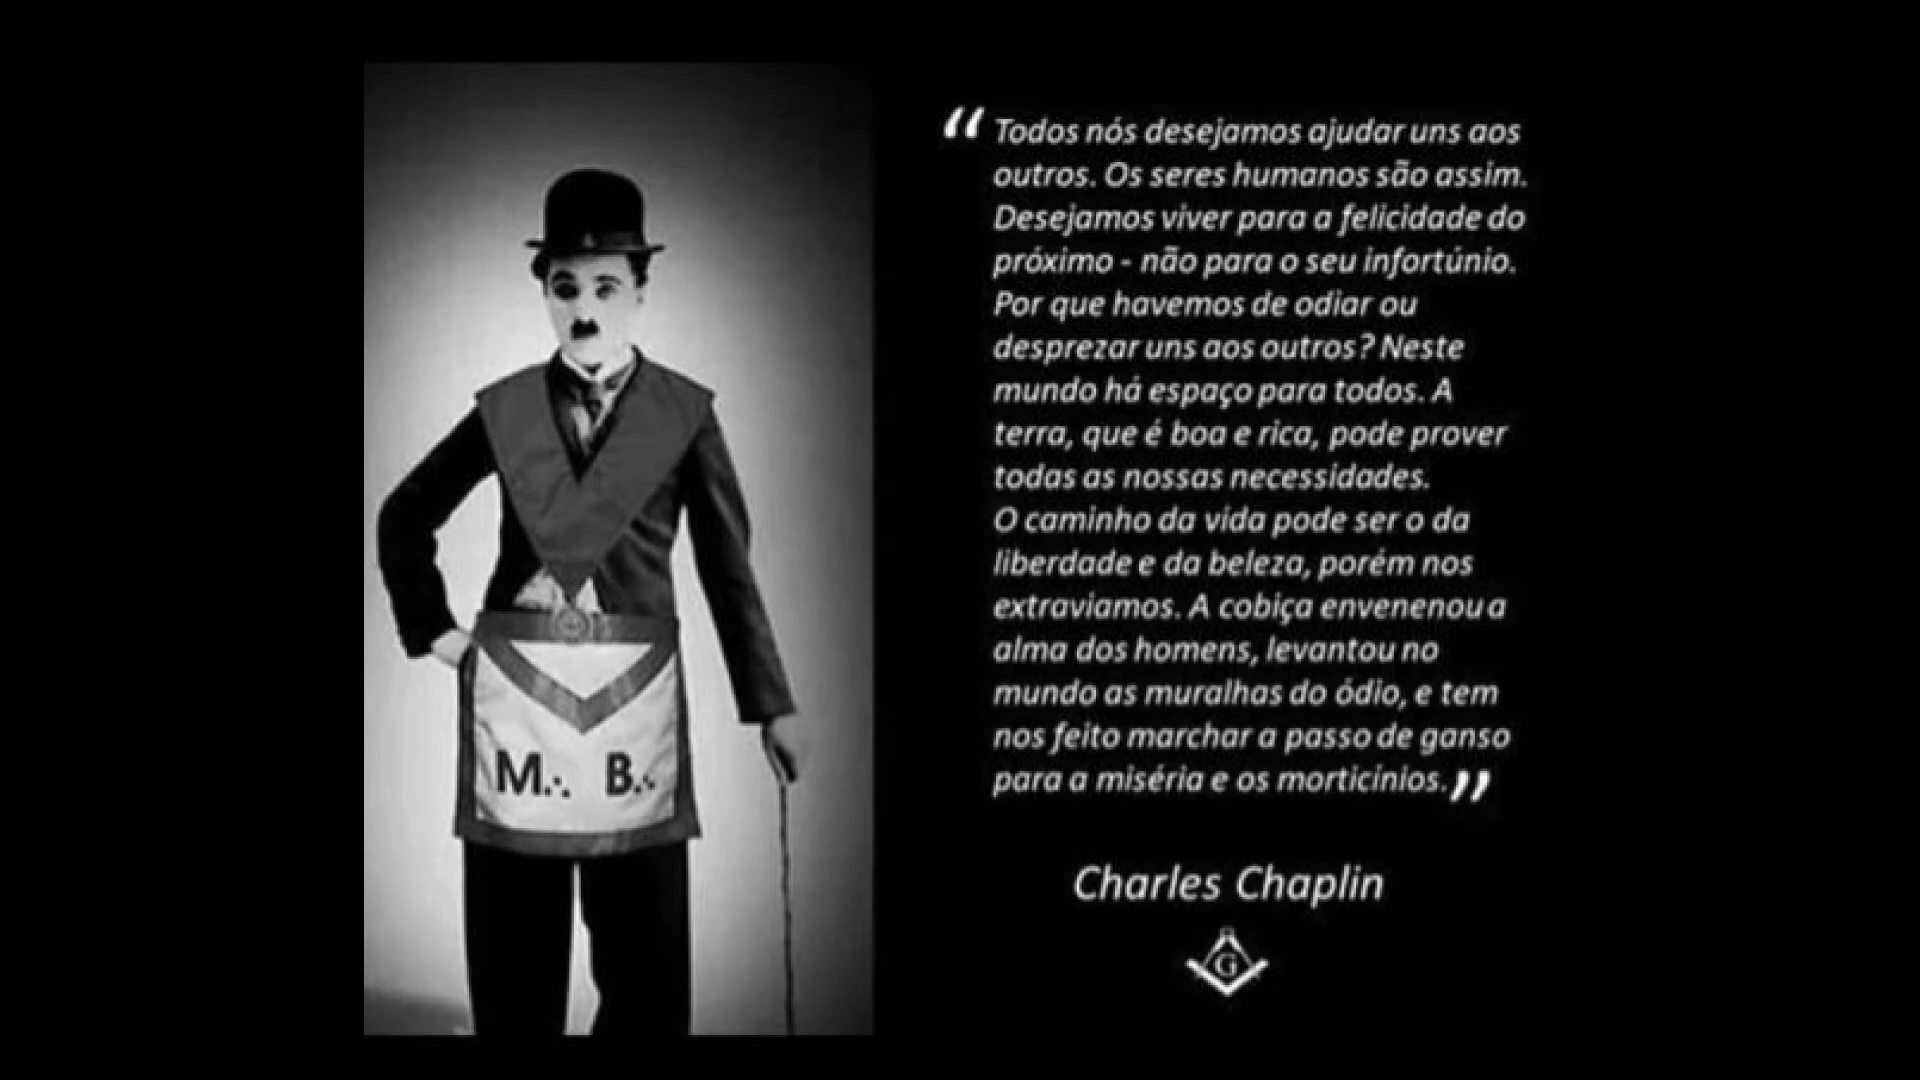 M∴ B∴
“Todos nós desejamos ajudar uns aos
outros. Os seres humanos são assim.
Desejamos viver para a felicidade do
próximo - não para o seu infortúnio.
Por que havemos de odiar ou
desprezar uns aos outros? Neste
mundo há espaço para todos. A
terra, que é boa e rica, pode prover
todas as nossas necessidades.
O caminho da vida pode ser o da
liberdade e da beleza, porém nos
extraviamos. A cobiça envenenou a
alma dos homens, levantou no
mundo as muralhas do ódio, e tem
nos feito marchar a passo de ganso
para a miséria e os morticínios.”
Charles Chaplin
G